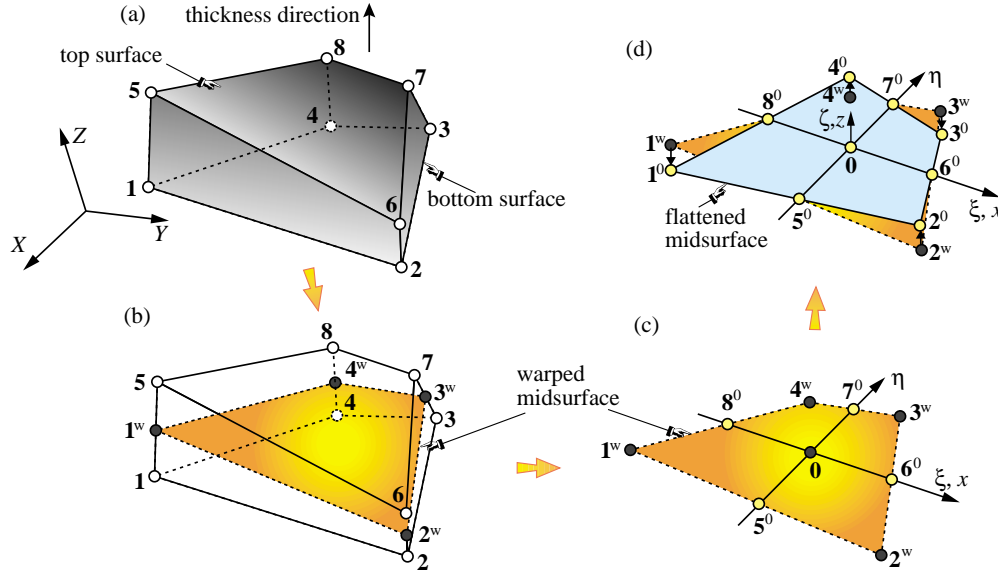 (a)
thickness direction
top surface
8
7
5
4
3
Z
1
6
bottom surface
X
Y
2
(d)
4⁰
7⁰
η
8⁰
4ʷ
3ʷ
ζ,z
1ʷ
3⁰
1⁰
0
6⁰
ξ, x
flattened
midsurface
5⁰
2⁰
2ʷ
(b)
8
7
5
4ʷ
3ʷ
4
3
1ʷ
1
6
2ʷ
2
warped
midsurface
(c)
4ʷ
7⁰
η
8⁰
3ʷ
1ʷ
0
6⁰
ξ, x
5⁰
2ʷ